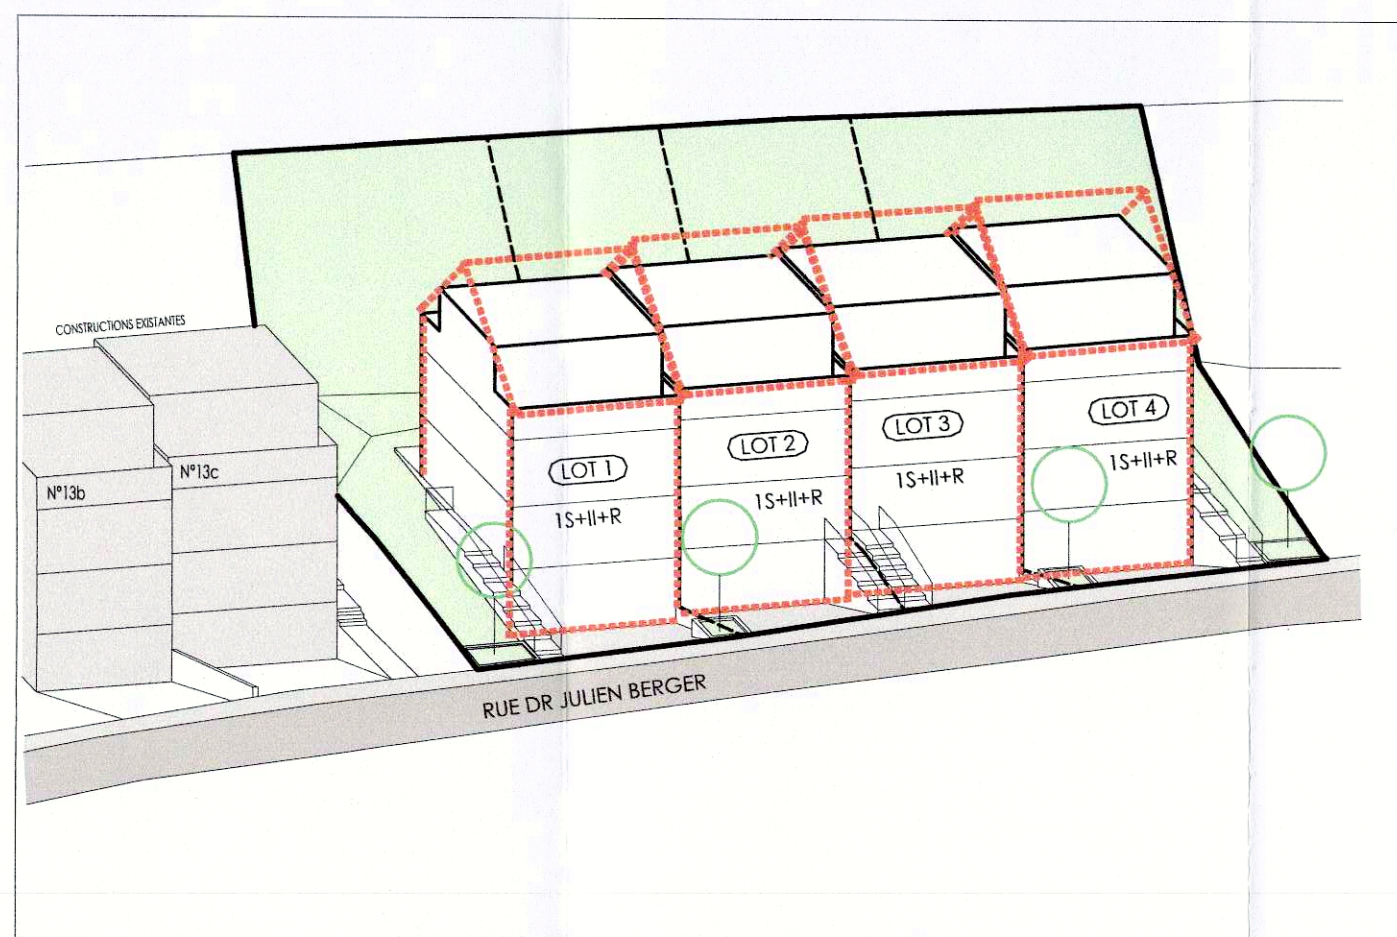 CONSTRUCTIONS EXISTANTES
N°13b
N°13c
LOT 1
1S+II+R
LOT 2
1S+II+R
LOT 3
1S+II+R
LOT 4
1S+II+R
RUE DR JULIEN BERGER